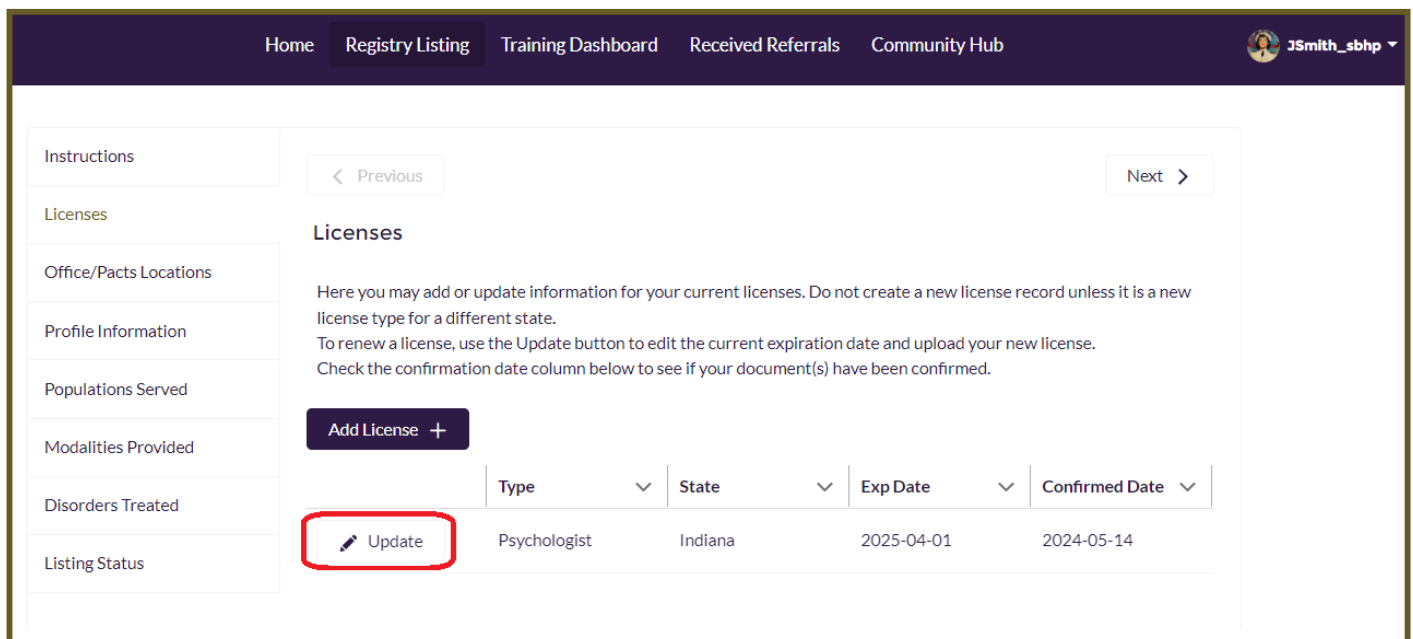 Home Registry Listing Training Dashboard Received Referrals Community Hub JSmith_sbhp
Instructions
Licenses
Office/Pacts Locations
Profile Information
Populations Served
Modalities Provided
Disorders Treated
Listing Status
Previous Next
Licenses
Here you may add or update information for your current licenses. Do not create a new license record unless it is a new
license type for a different state.
To renew a license, use the Update button to edit the current expiration date and upload your new license.
Check the confirmation date column below to see if your document(s) have been confirmed.
Add License +
Type State Exp Date Confirmed Date
Update Psychologist Indiana 2025-04-01 2024-05-14